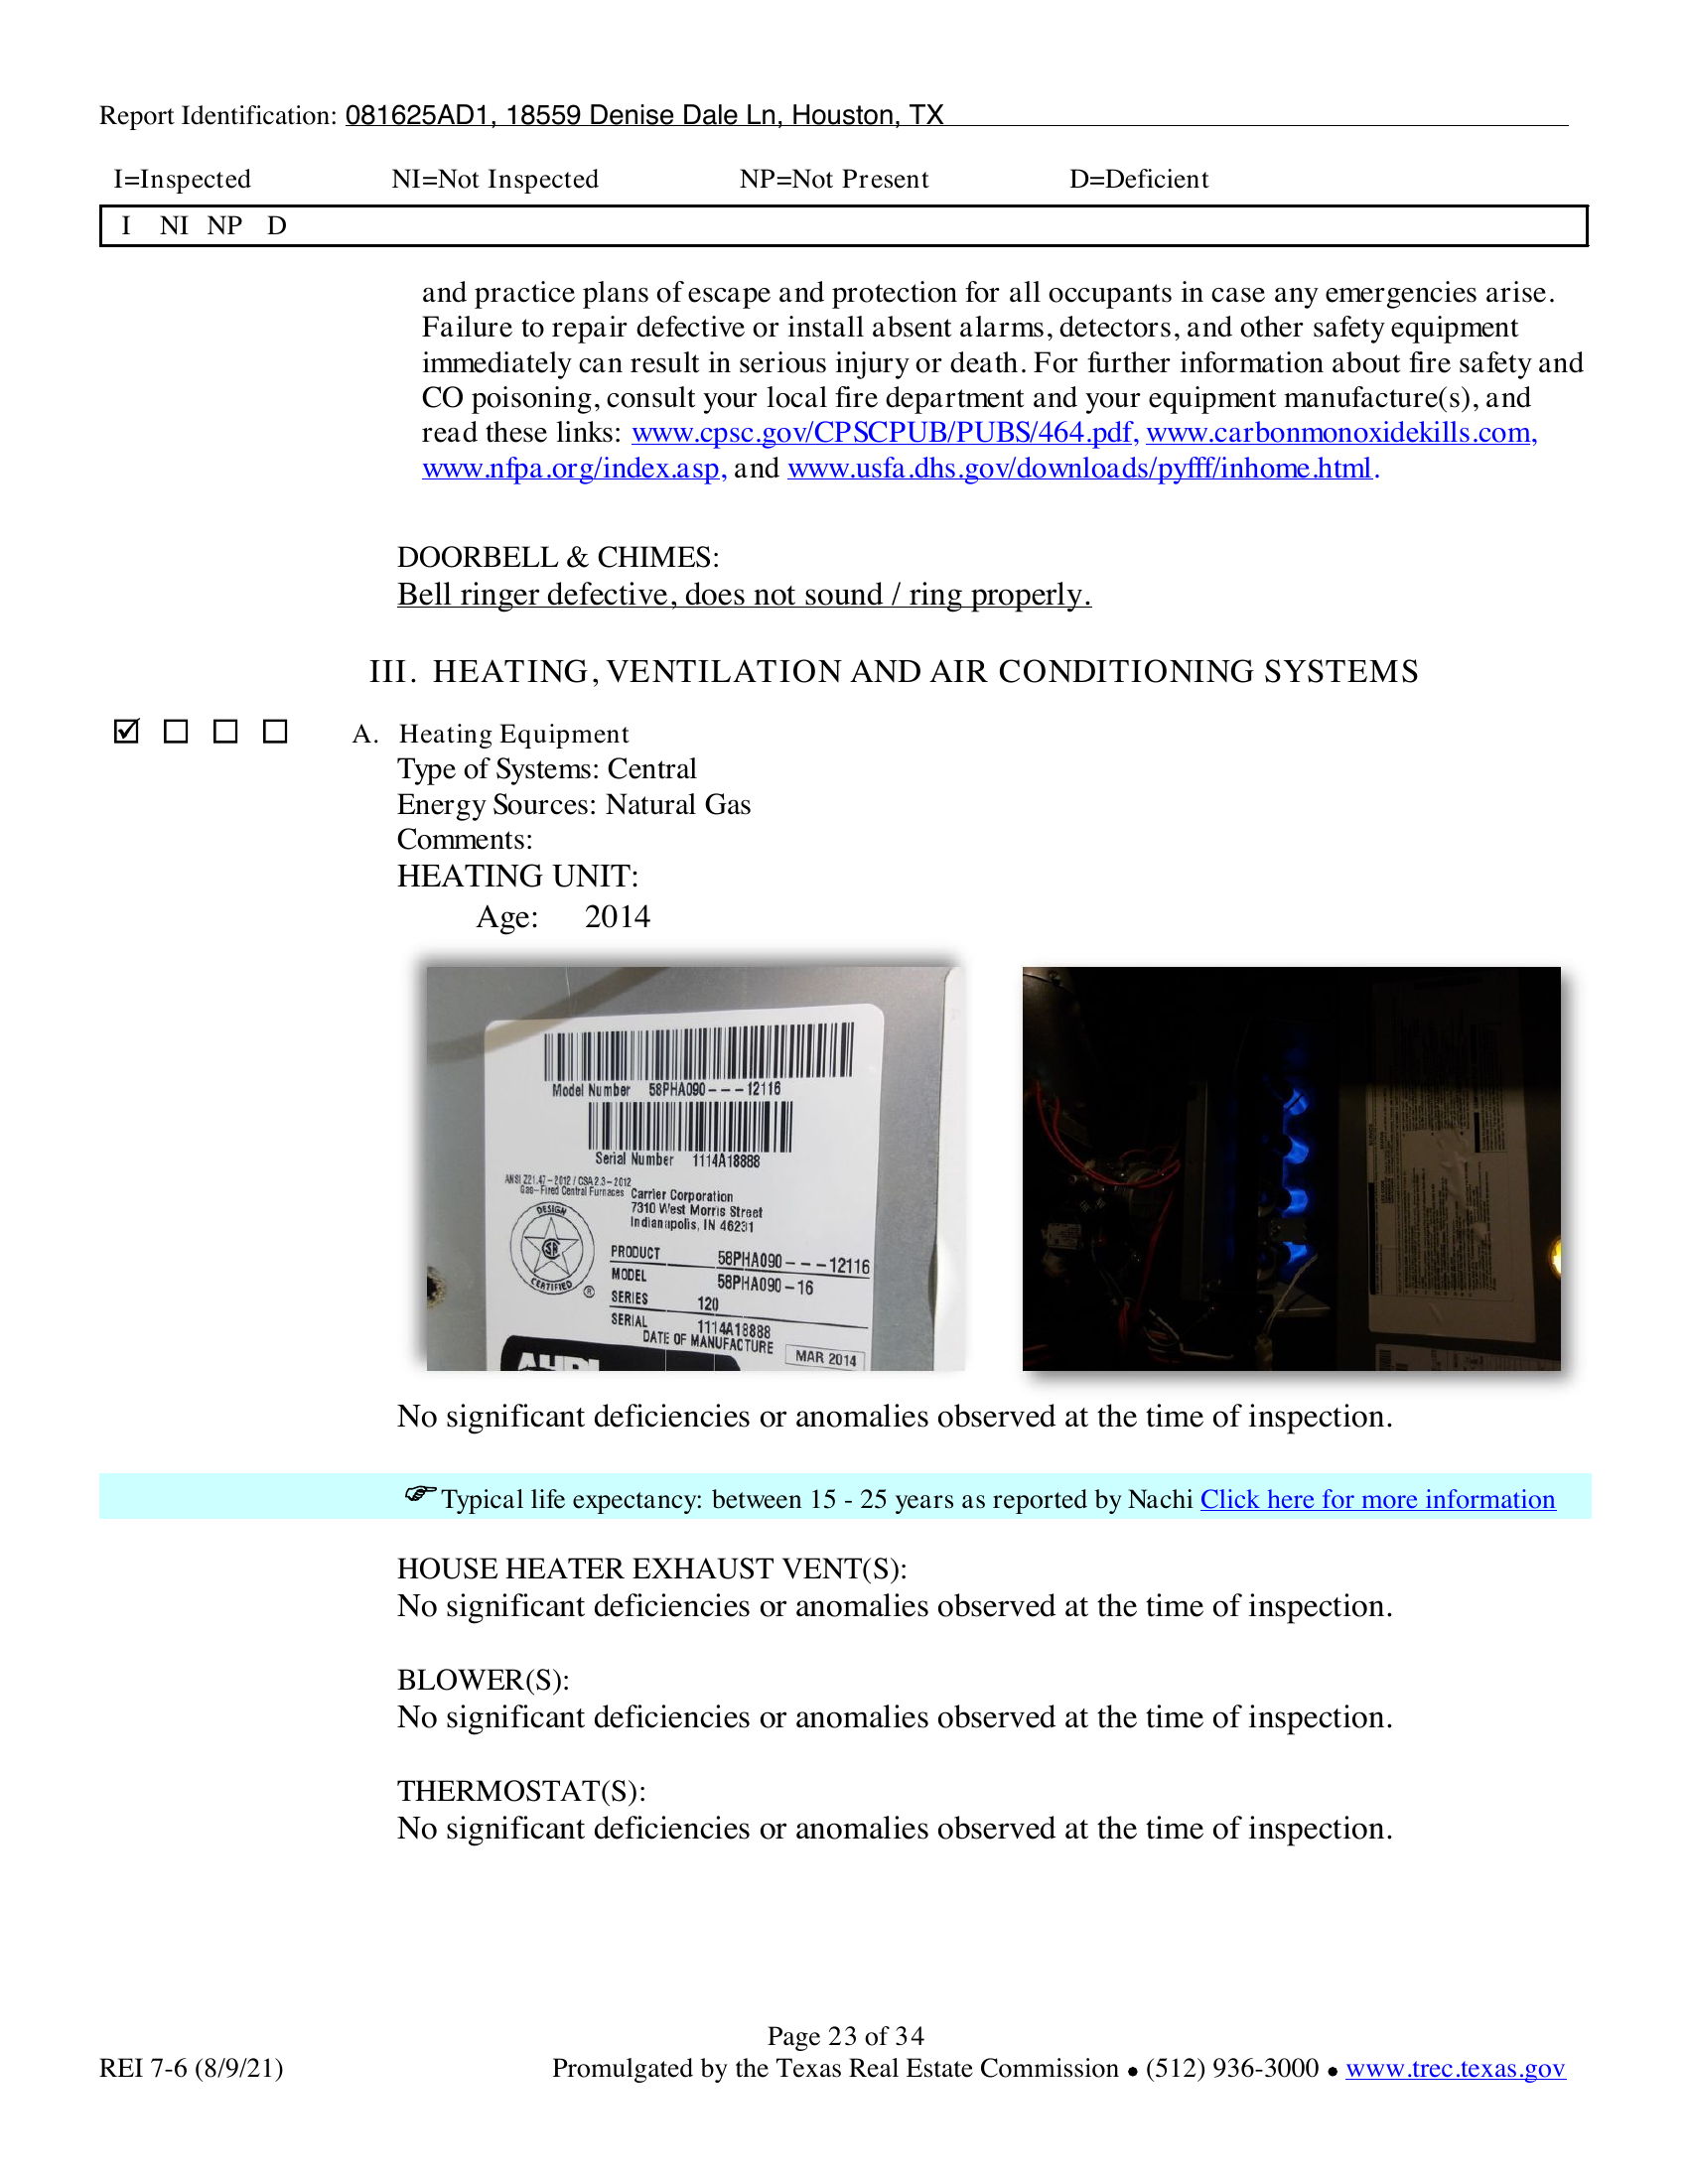 Report Identification: 081625AD1, 18559 Denise Dale Ln, Houston, TX
I=Inspected NI=Not Inspected NP=Not Present D=Deficient
I NI NP D
and practice plans of escape and protection for all occupants in case any emergencies arise.
Failure to repair defective or install absent alarms, detectors, and other safety equipment
immediately can result in serious injury or death. For further information about fire safety and
CO poisoning, consult your local fire department and your equipment manufacture(s), and
read these links: www.cpsc.gov/CPSCPUB/PUBS/464.pdf, www.carbonmonoxidekills.com,
www.nfpa.org/index.asp, and www.usfa.dhs.gov/downloads/pyfff/inhome.html.
DOORBELL & CHIMES:
Bell ringer defective, does not sound / ring properly.
III. HEATING, VENTILATION AND AIR CONDITIONING SYSTEMS
A. Heating Equipment
Type of Systems: Central
Energy Sources: Natural Gas
Comments:
HEATING UNIT:
Age: 2014
Model Number 58PHA090---12116
Serial Number 1114A18888
ANSI Z21.47-2012 / CSA 2.3-2012
Gas-Fired Central Furnaces
Carrier Corporation
7310 West Morris Street
Indianapolis, IN 46231
DESIGN
CERTIFIED
PRODUCT 58PHA090---12116
MODEL 58PHA090-16
SERIES 120
SERIAL 1114A18888
DATE OF MANUFACTURE MAR 2014
No significant deficiencies or anomalies observed at the time of inspection.
Typical life expectancy: between 15 - 25 years as reported by Nachi Click here for more information
HOUSE HEATER EXHAUST VENT(S):
No significant deficiencies or anomalies observed at the time of inspection.
BLOWER(S):
No significant deficiencies or anomalies observed at the time of inspection.
THERMOSTAT(S):
No significant deficiencies or anomalies observed at the time of inspection.
Page 23 of 34
REI 7-6 (8/9/21) Promulgated by the Texas Real Estate Commission • (512) 936-3000 • www.trec.texas.gov